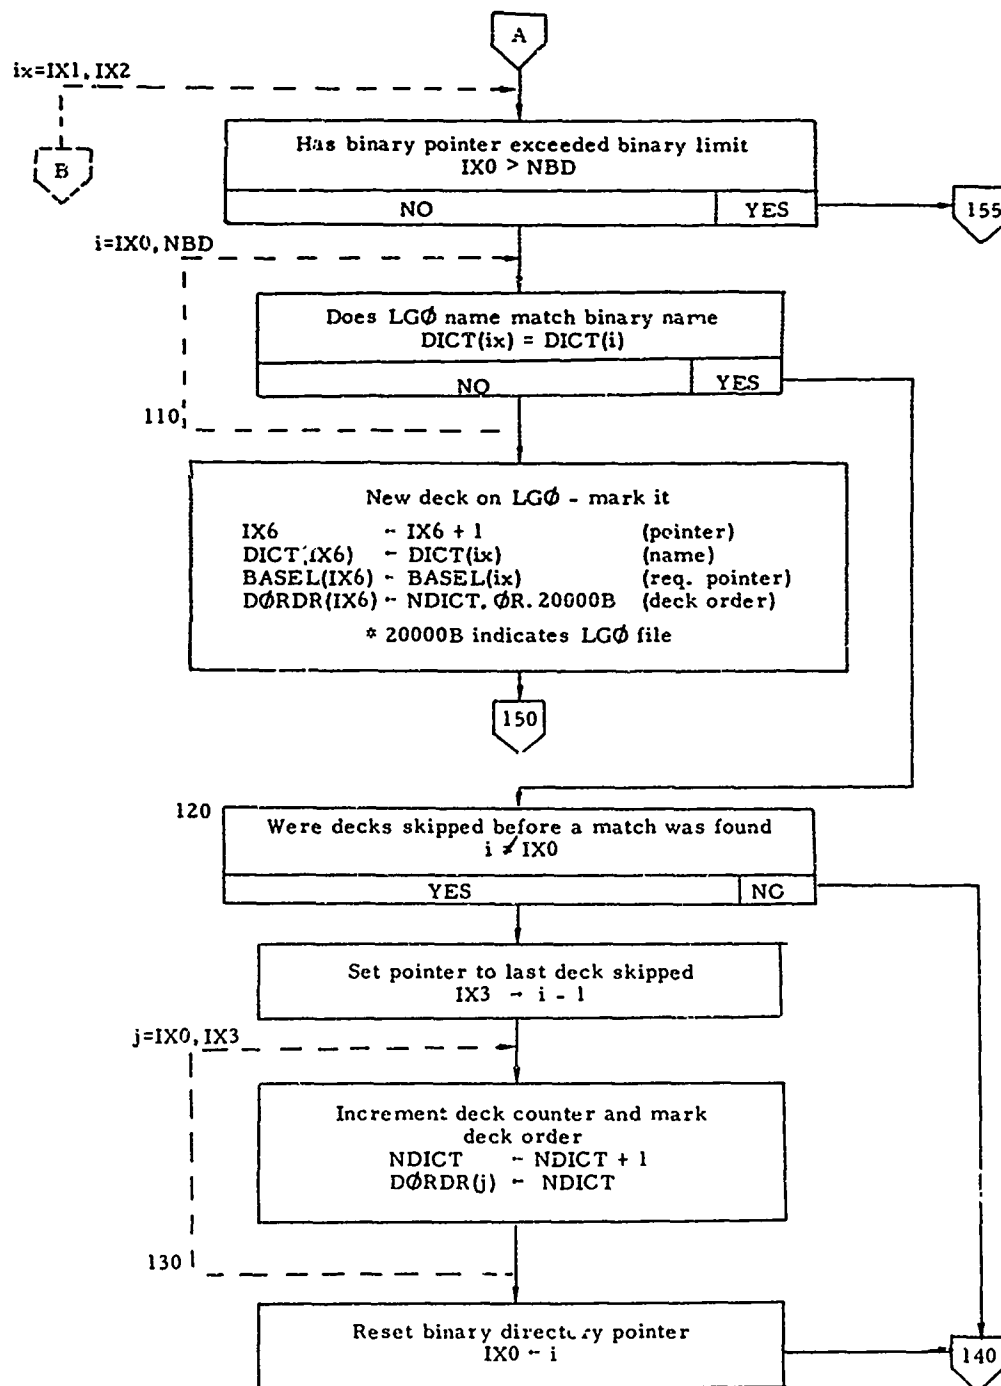 A
ix=IX1, IX2
B
Has binary pointer exceeded binary limit
IX0 > NBD
NO YES
155
i=IX0, NBD
Does LGØ name match binary name
DICT(ix) = DICT(i)
NO YES
110
New deck on LGØ - mark it
IX6 ← IX6 + 1 (pointer)
DICT(IX6) ← DICT(ix) (name)
BASEL(IX6) ← BASEL(ix) (req. pointer)
DØRDR(IX6) ← NDICT. ØR. 20000B (deck order)
* 20000B indicates LGØ file
150
120
Were decks skipped before a match was found
i ≠ IX0
YES NO
Set pointer to last deck skipped
IX3 ← i - 1
j=IX0, IX3
Increment deck counter and mark
deck order
NDICT ← NDICT + 1
DØRDR(j) ← NDICT
130
Reset binary directory pointer
IX0 ← i
140